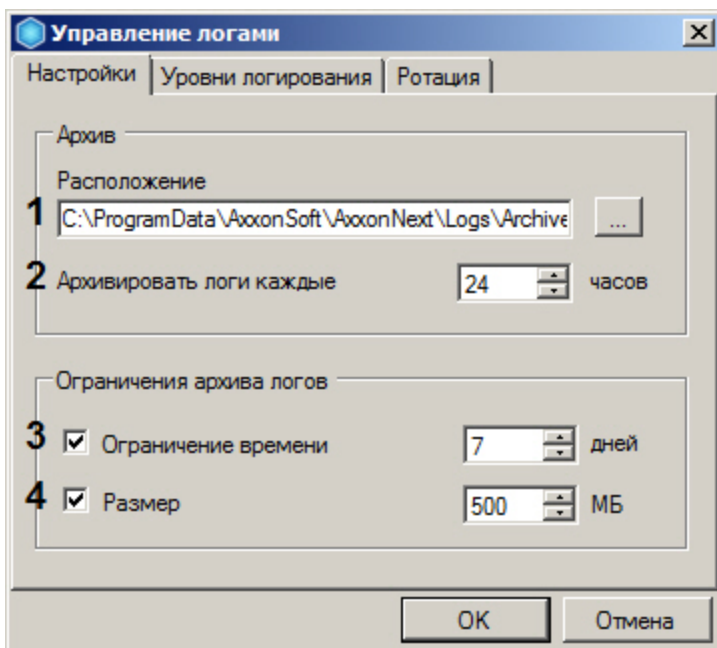 Управление логами
Настройки Уровни логирования Ротация
Архив
Расположение
1 C:\ProgramData\AxxonSoft\AxxonNext\Logs\Archive ...
2 Архивировать логи каждые 24 часов
Ограничения архива логов
3 Ограничение времени 7 дней
4 Размер 500 МБ
OK Отмена